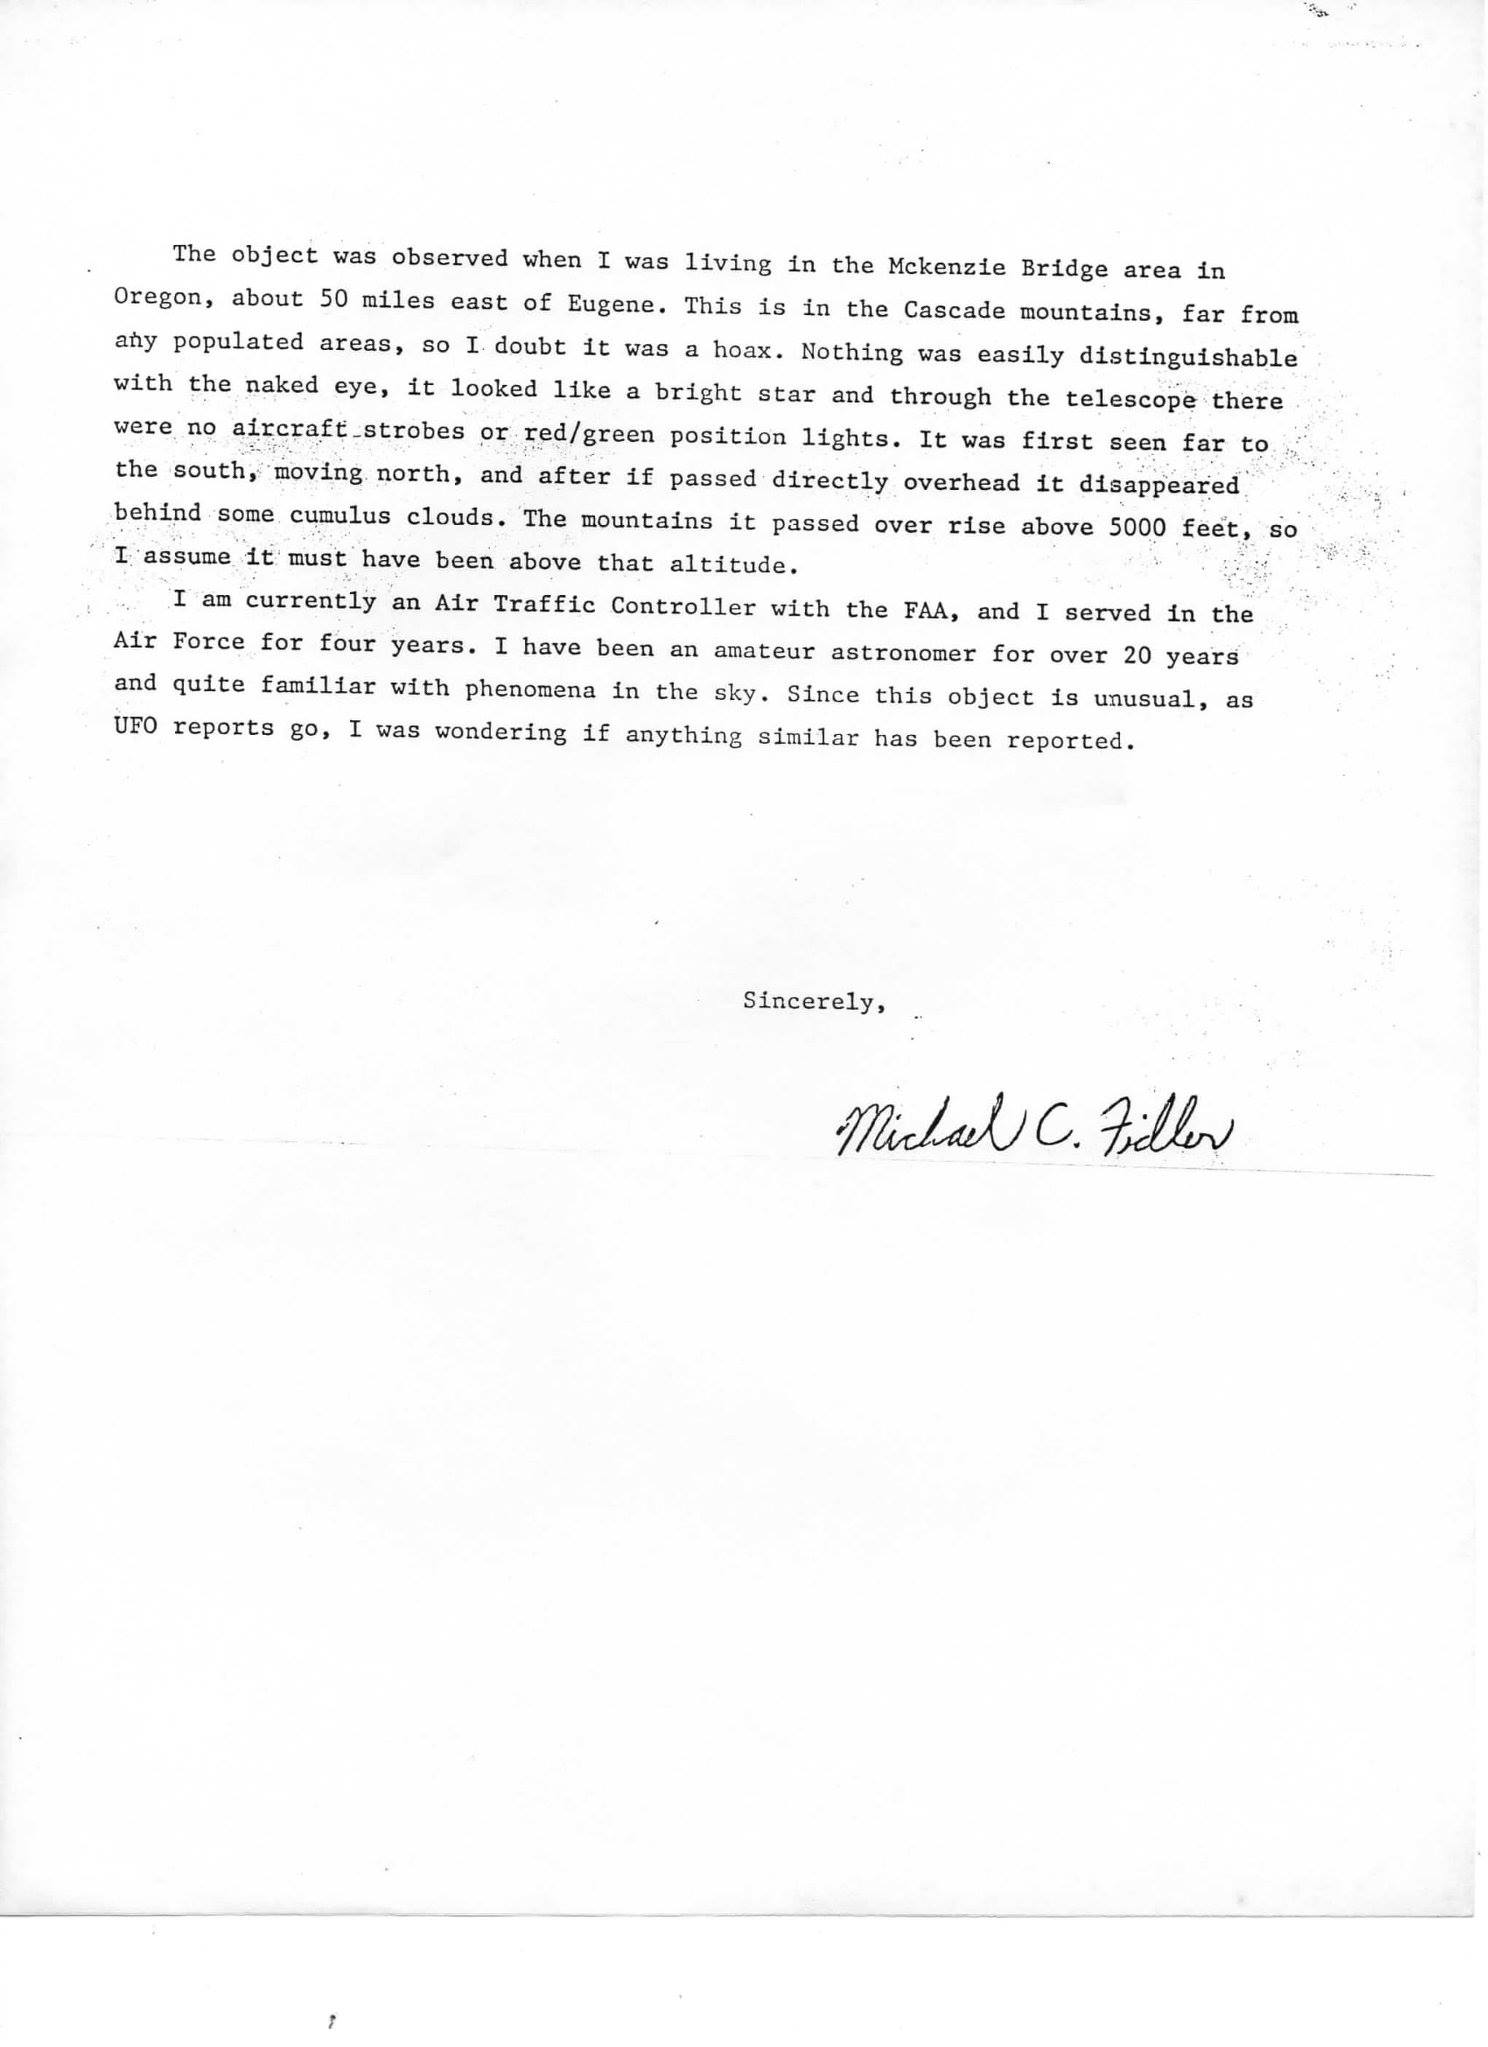 The object was observed when I was living in the Mckenzie Bridge area in
Oregon, about 50 miles east of Eugene. This is in the Cascade mountains, far from
any populated areas, so I doubt it was a hoax. Nothing was easily distinguishable
with the naked eye, it looked like a bright star and through the telescope there
were no aircraft strobes or red/green position lights. It was first seen far to
the south, moving north, and after if passed directly overhead it disappeared
behind some cumulus clouds. The mountains it passed over rise above 5000 feet, so
I assume it must have been above that altitude.
I am currently an Air Traffic Controller with the FAA, and I served in the
Air Force for four years. I have been an amateur astronomer for over 20 years
and quite familiar with phenomena in the sky. Since this object is unusual, as
UFO reports go, I was wondering if anything similar has been reported.
Sincerely,
Michael C. Fidler